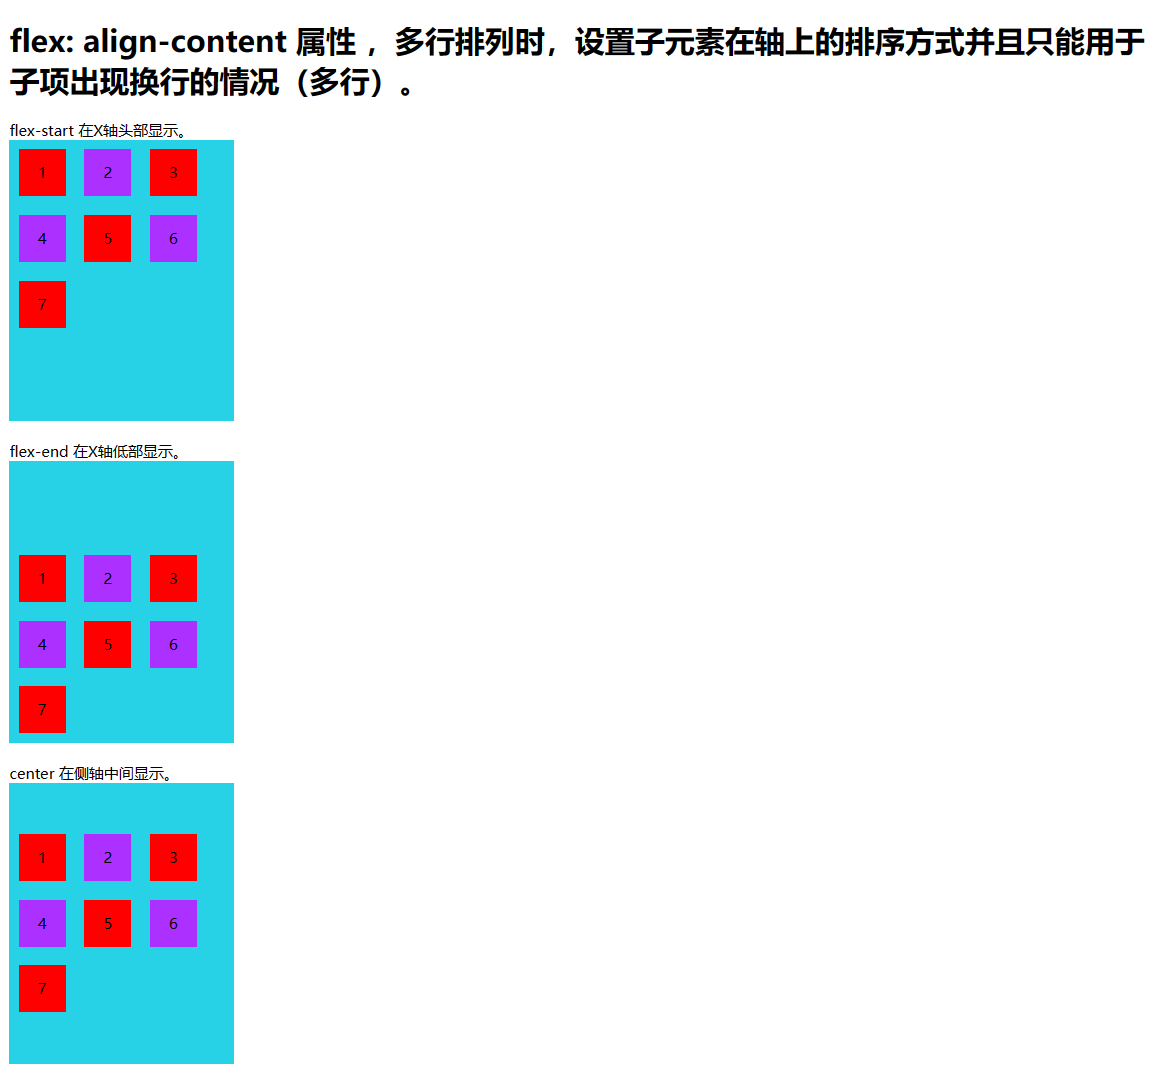 flex: align-content 属性 ，多行排列时，设置子元素在轴上的排序方式并且只能用于
子项出现换行的情况（多行）。
flex-start 在X轴头部显示。
1 2 3
4 5 6
7
flex-end 在X轴低部显示。
1 2 3
4 5 6
7
center 在侧轴中间显示。
1 2 3
4 5 6
7